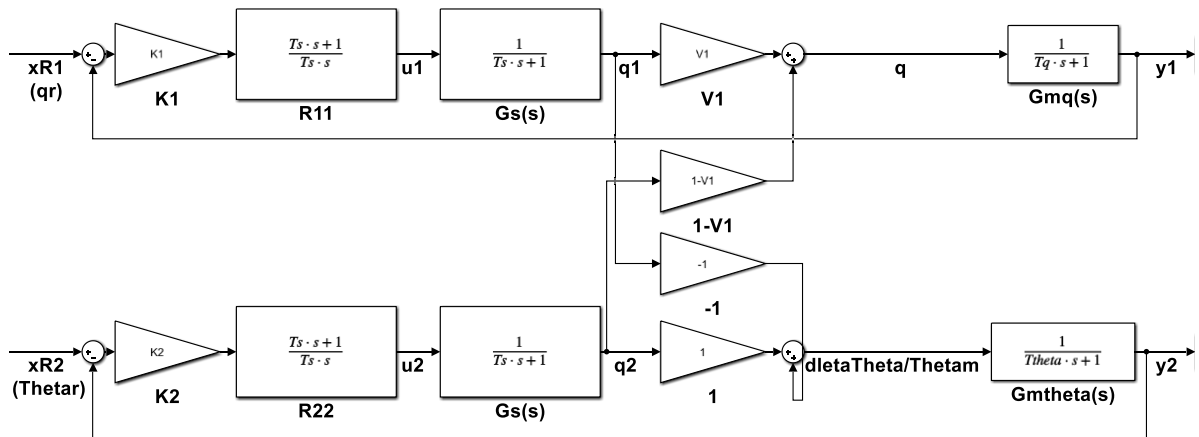 xR1
(qr)
K1
K1
Ts · s + 1
Ts · s
R11
u1
1
Ts · s + 1
Gs(s)
q1
V1
V1
q
1
Tq · s + 1
Gmq(s)
y1
1-V1
1-V1
-1
-1
xR2
(Thetar)
K2
K2
Ts · s + 1
Ts · s
R22
u2
1
Ts · s + 1
Gs(s)
q2
1
1
dletaTheta/Thetam
1
Ttheta · s + 1
Gmtheta(s)
y2